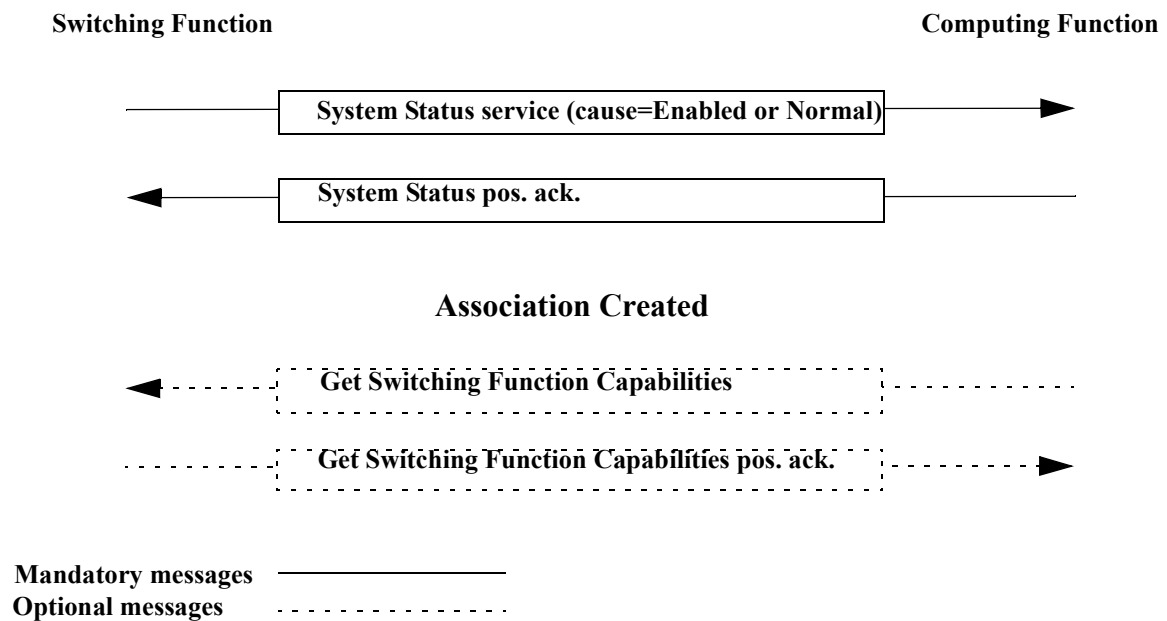 Switching Function
Computing Function
System Status service (cause=Enabled or Normal)
System Status pos. ack.
Association Created
Get Switching Function Capabilities
Get Switching Function Capabilities pos. ack.
Mandatory messages
Optional messages